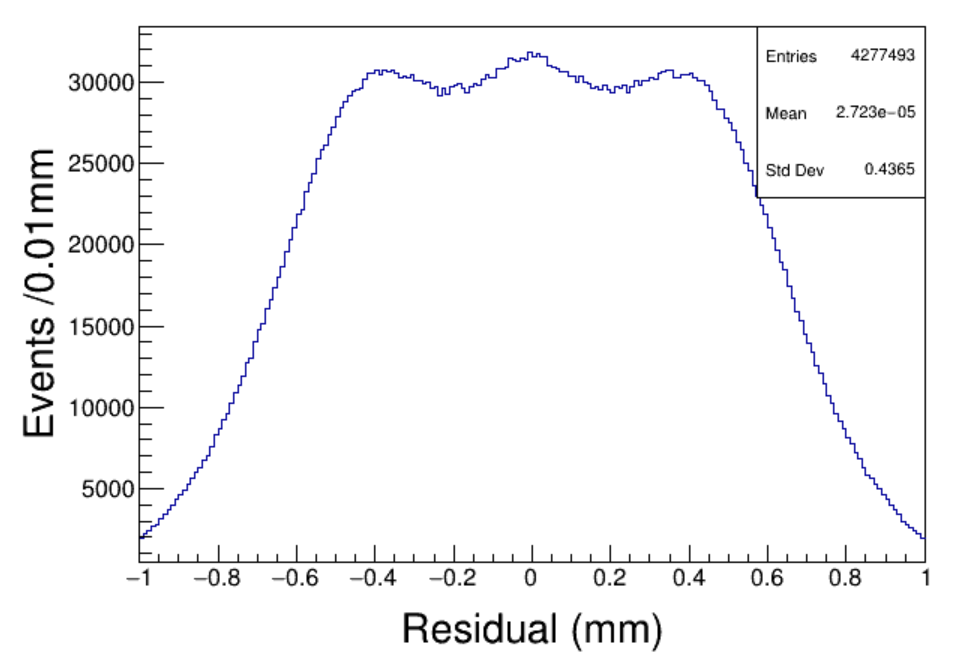 Entries 4277493
Mean 2.723e−05
Std Dev 0.4365
30000
25000
20000
15000
10000
5000
Events /0.01mm
−1 −0.8 −0.6 −0.4 −0.2 0 0.2 0.4 0.6 0.8 1
Residual (mm)